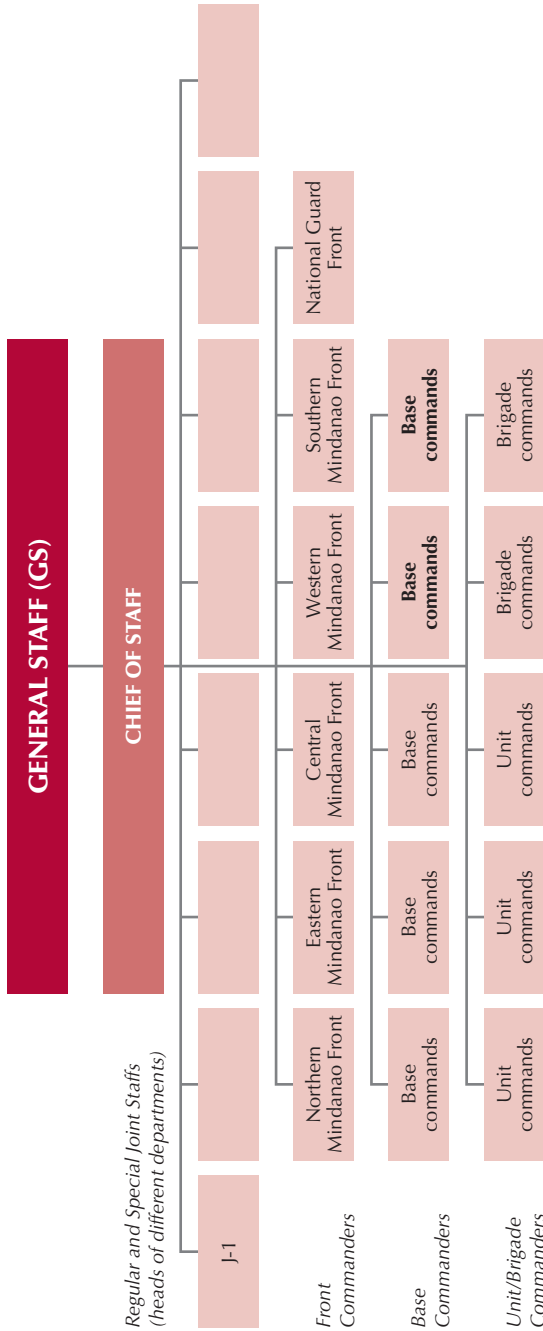 GENERAL STAFF (GS)
CHIEF OF STAFF
Regular and Special Joint Staffs
(heads of different departments)
J-1
Front
Commanders
Northern
Mindanao Front
Eastern
Mindanao Front
Central
Mindanao Front
Western
Mindanao Front
Southern
Mindanao Front
National Guard
Front
Base
Commanders
Base
commands
Base
commands
Base
commands
Base
commands
Base
commands
Unit/Brigade
Commanders
Unit
commands
Unit
commands
Unit
commands
Brigade
commands
Brigade
commands